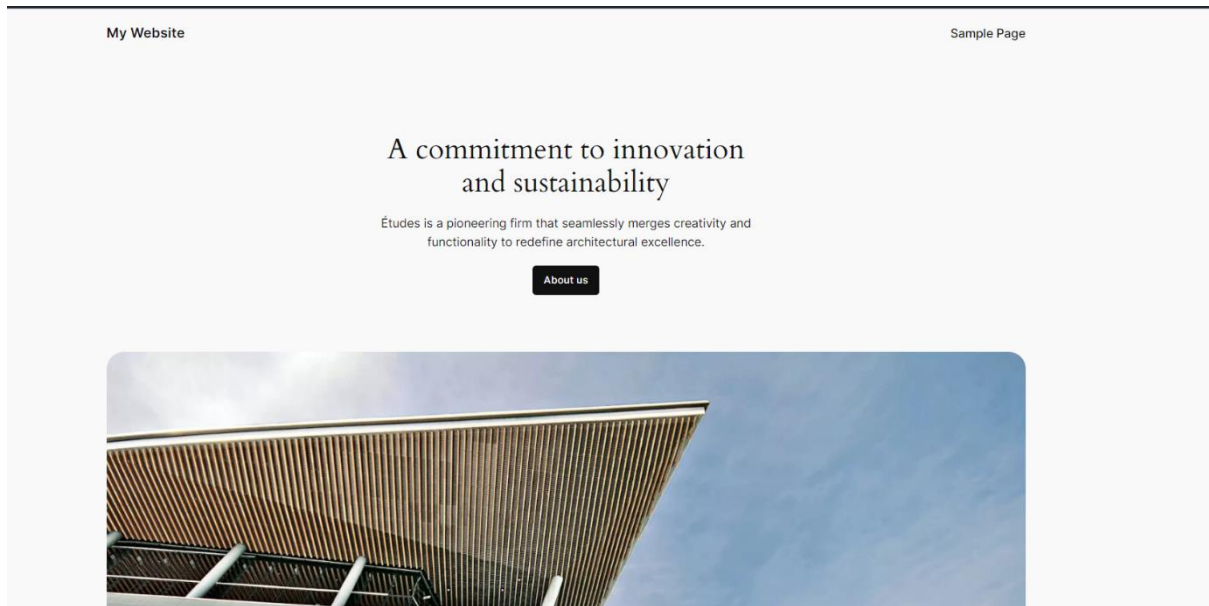 My Website
Sample Page
A commitment to innovation
and sustainability
Études is a pioneering firm that seamlessly merges creativity and
functionality to redefine architectural excellence.
About us